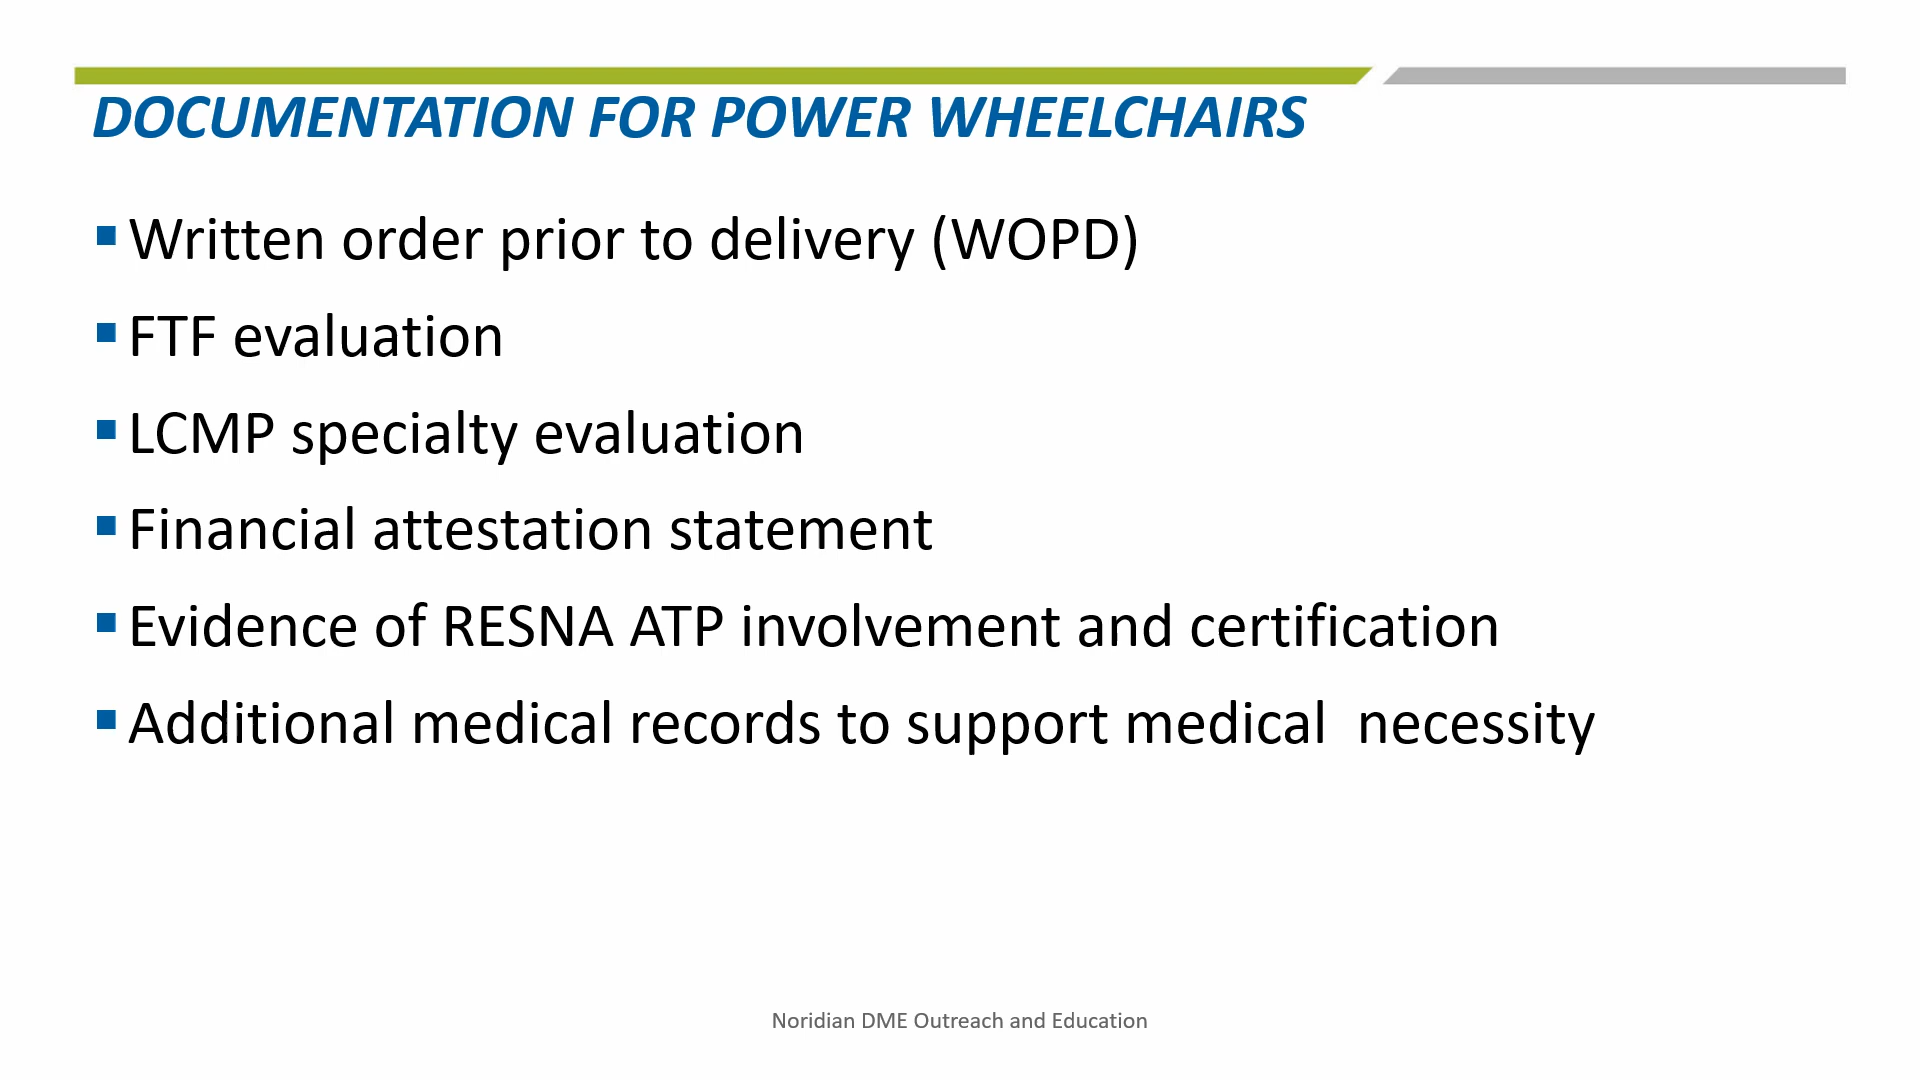 DOCUMENTATION FOR POWER WHEELCHAIRS
▪ Written order prior to delivery (WOPD)
▪ FTF evaluation
▪ LCMP specialty evaluation
▪ Financial attestation statement
▪ Evidence of RESNA ATP involvement and certification
▪ Additional medical records to support medical  necessity
Noridian DME Outreach and Education